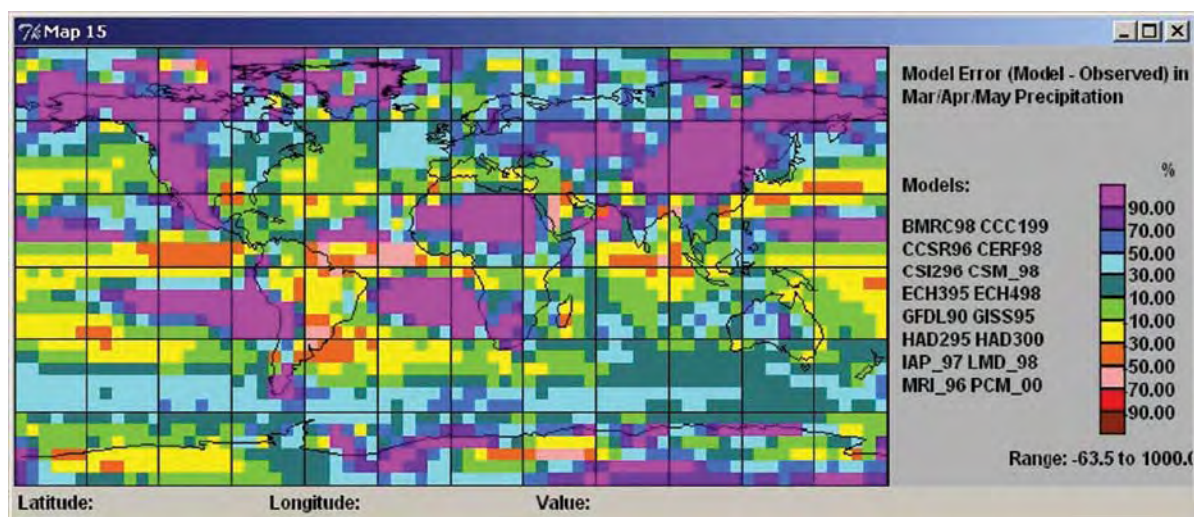 7k Map 15
Model Error (Model - Observed) in
Mar/Apr/May Precipitation
%
Models:
90.00
BMRC98 CCC199
70.00
CCSR96 CERF98
50.00
CSI296 CSM_98
30.00
ECH395 ECH498
10.00
GFDL90 GISS95
10.00
HAD295 HAD300
30.00
IAP_97 LMD_98
-50.00
MRI_96 PCM_00
-70.00
-90.00
Range: -63.5 to 1000.0
Latitude:
Longitude:
Value: